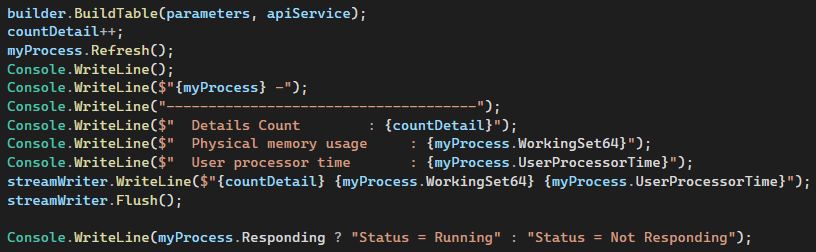 builder.BuildTable(parameters, apiService);
countDetail++;
myProcess.Refresh();
Console.WriteLine();
Console.WriteLine($"{myProcess} -");
Console.WriteLine("-------------------------------------");
Console.WriteLine($"  Details Count        : {countDetail}");
Console.WriteLine($"  Physical memory usage     : {myProcess.WorkingSet64}");
Console.WriteLine($"  User processor time       : {myProcess.UserProcessorTime}");
streamWriter.WriteLine($"{countDetail} {myProcess.WorkingSet64} {myProcess.UserProcessorTime}");
streamWriter.Flush();

Console.WriteLine(myProcess.Responding ? "Status = Running" : "Status = Not Responding");